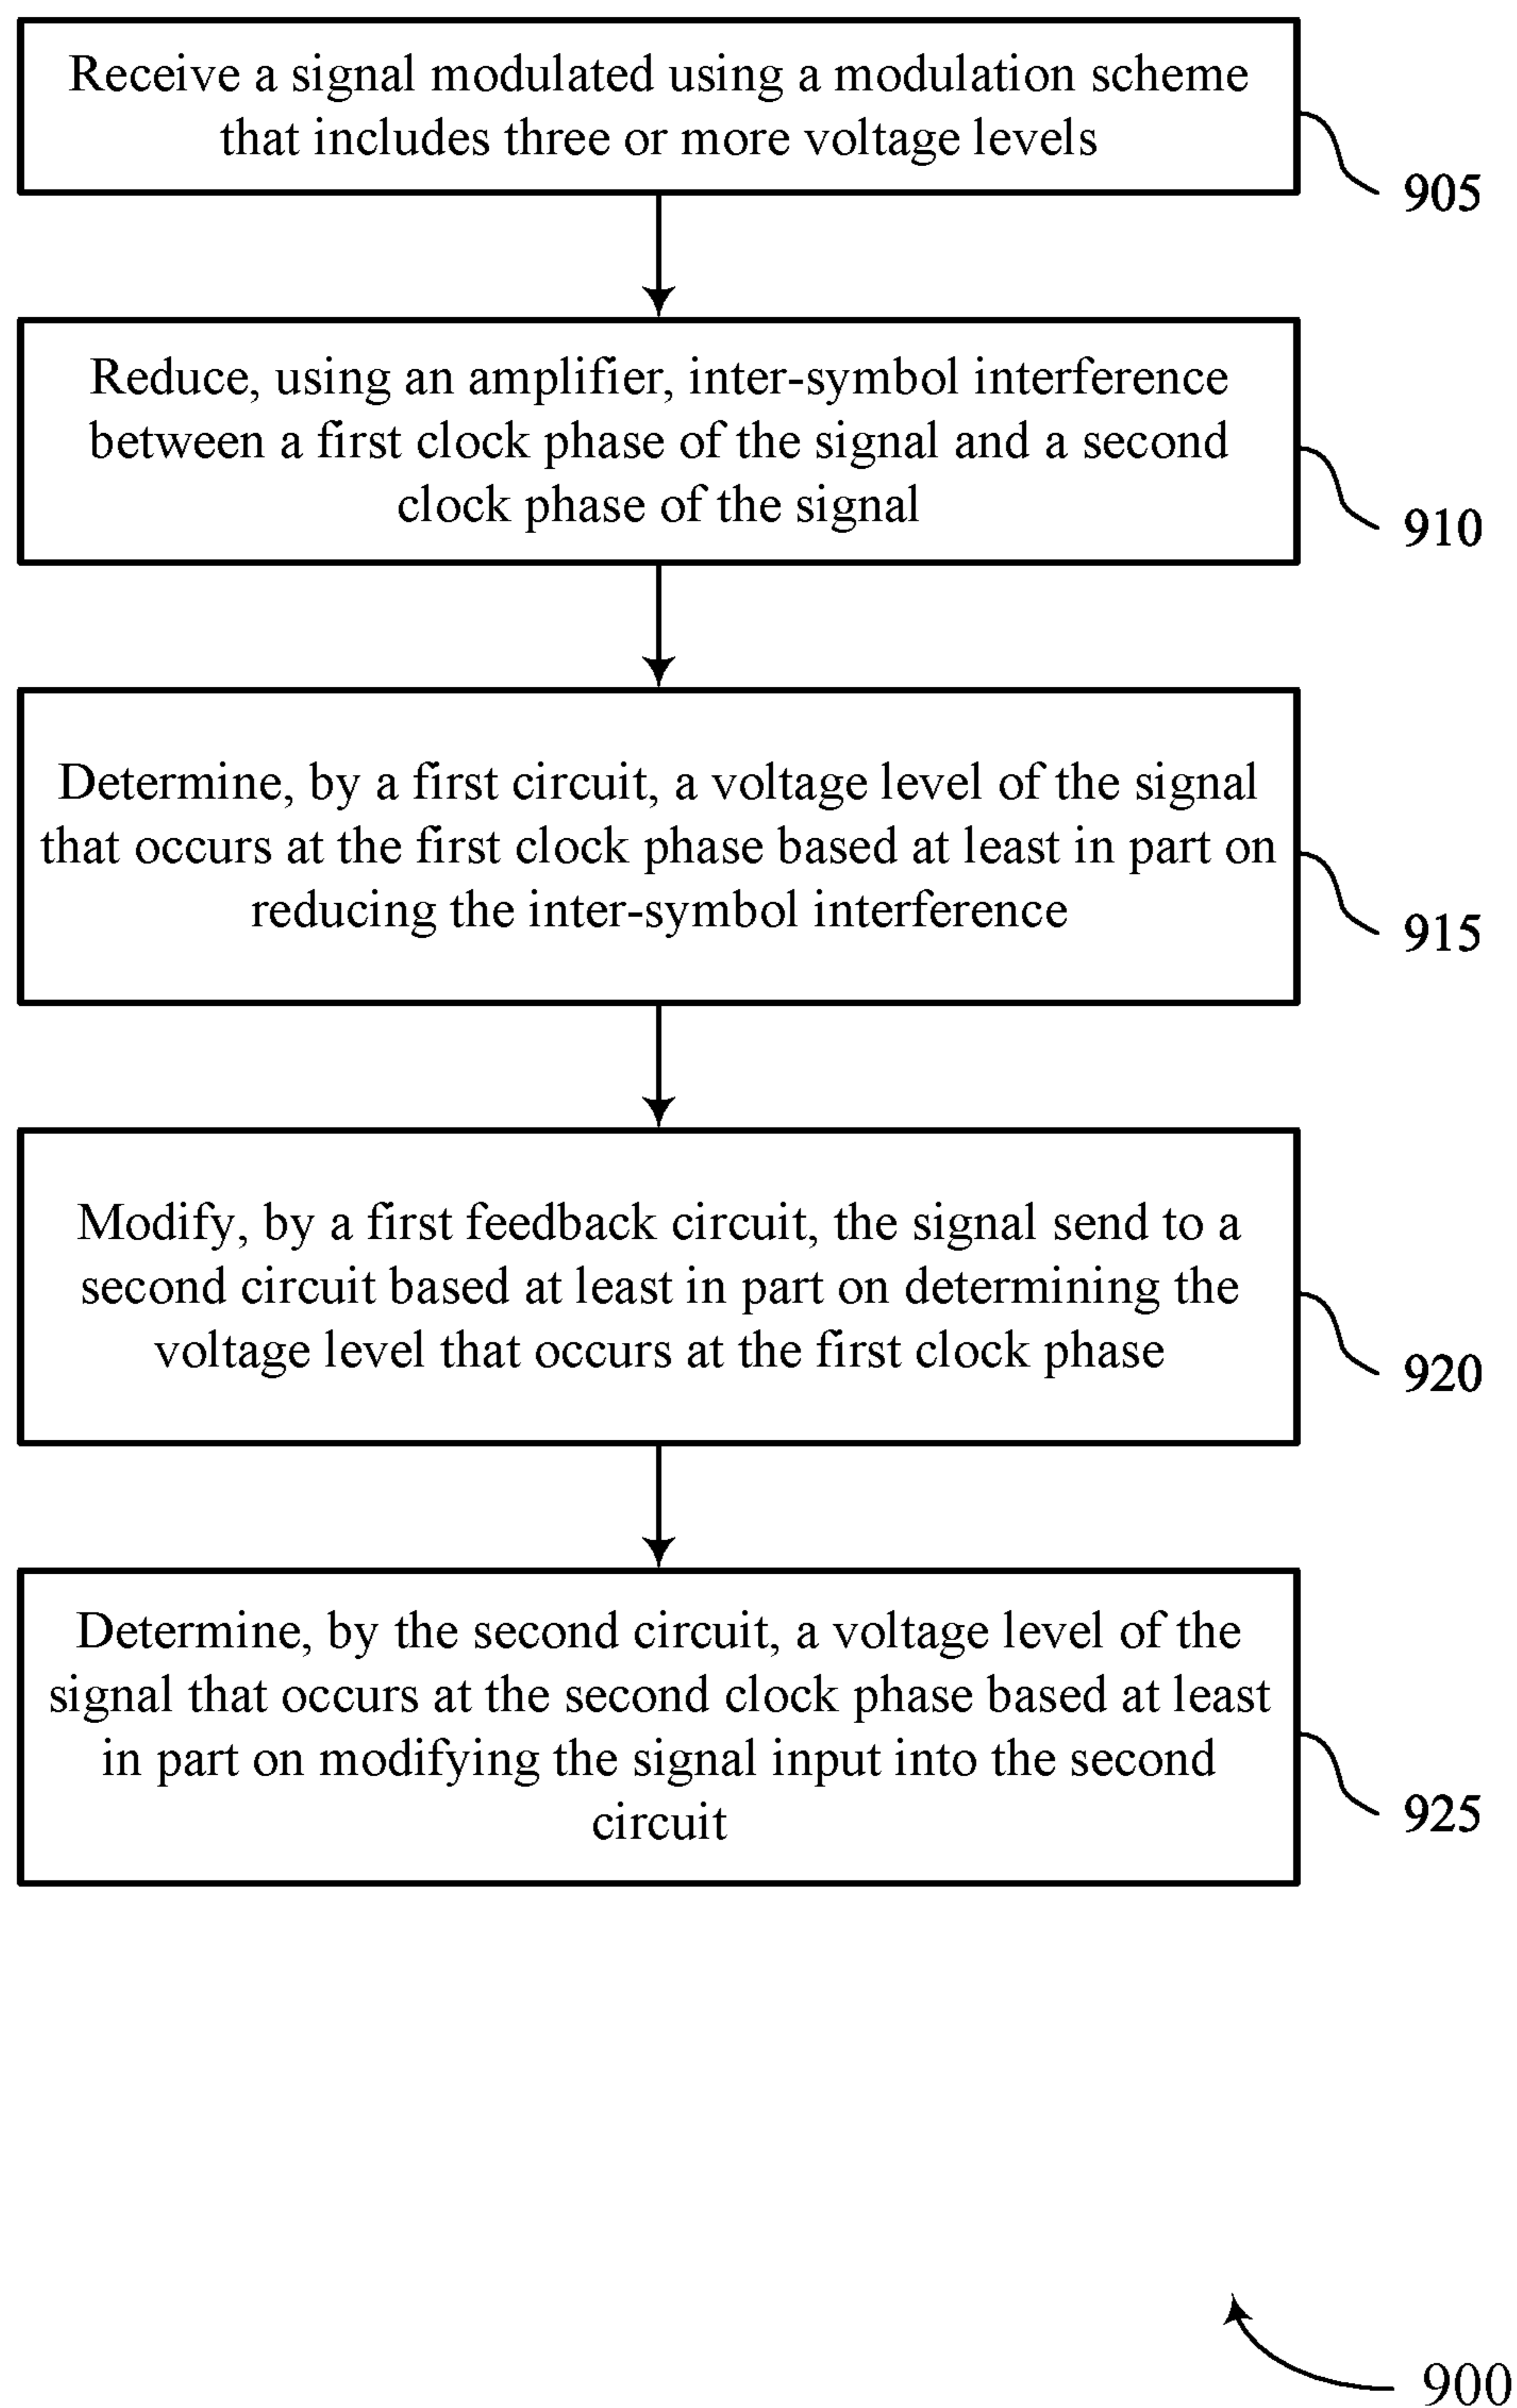 Receive a signal modulated using a modulation scheme
that includes three or more voltage levels
905
Reduce, using an amplifier, inter-symbol interference
between a first clock phase of the signal and a second
clock phase of the signal
910
Determine, by a first circuit, a voltage level of the signal
that occurs at the first clock phase based at least in part on
reducing the inter-symbol interference
915
Modify, by a first feedback circuit, the signal send to a
second circuit based at least in part on determining the
voltage level that occurs at the first clock phase
920
Determine, by the second circuit, a voltage level of the
signal that occurs at the second clock phase based at least
in part on modifying the signal input into the second
circuit
925
900